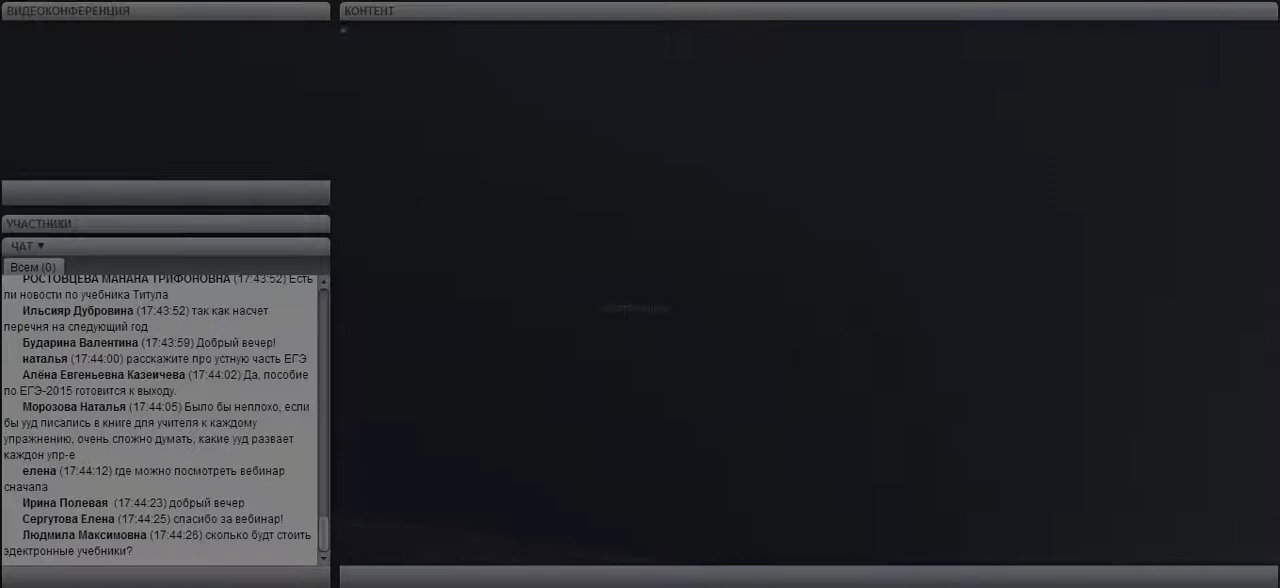 ВИДЕОКОНФЕРЕНЦИЯ
КОНТЕНТ
УЧАСТНИКИ
ЧАТ ▼
Всем (0)
РОСТОВЦЕВА МАНАНА ТРИФОНОВНА (17:43:52) Есть
ли новости по учебника Титула
Ильсияр Дубровина (17:43:52) так как насчет
перечня на следующий год
Бударина Валентина (17:43:59) Добрый вечер!
наталья (17:44:00) расскажите про устную часть ЕГЭ
Алёна Евгеньевна Казеичева (17:44:02) Да, пособие
по ЕГЭ-2015 готовится к выходу.
Морозова Наталья (17:44:05) Было бы неплохо, если
бы ууд писались в книге для учителя к каждому
упражнению, очень сложно думать, какие ууд развает
каждон упр-е
елена (17:44:12) где можно посмотреть вебинар
сначала
Ирина Полевая (17:44:23) добрый вечер
Сергутова Елена (17:44:25) спасибо за вебинар!
Людмила Максимовна (17:44:26) сколько будт стоить
эдектронные учебники?